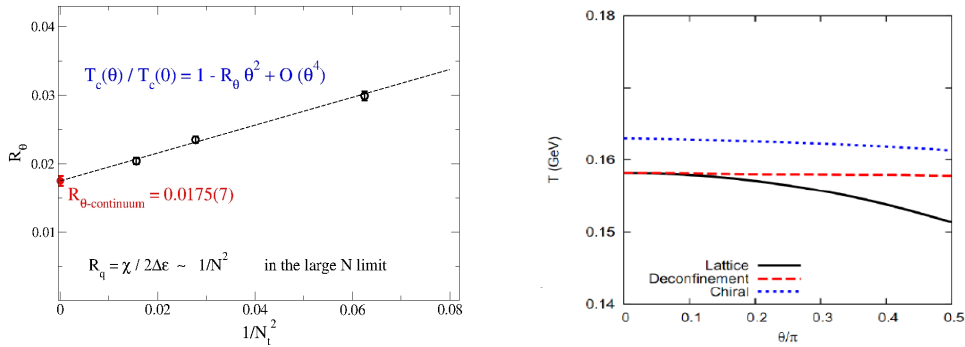 0.04
T_c(θ) / T_c(0) = 1 - R_θ θ^2 + O (θ^4)
0.03
R_θ
0.02
R_θ-continuum = 0.0175(7)
0.01
R_q = χ / 2Δε ~ 1/N^2 in the large N limit
0 0.02 0.04 0.06 0.08
1/N_t^2
0.18
0.17
T (GeV)
0.16
0.15
Lattice
Deconfinement
Chiral
0.14
0 0.1 0.2 0.3 0.4 0.5
θ/π